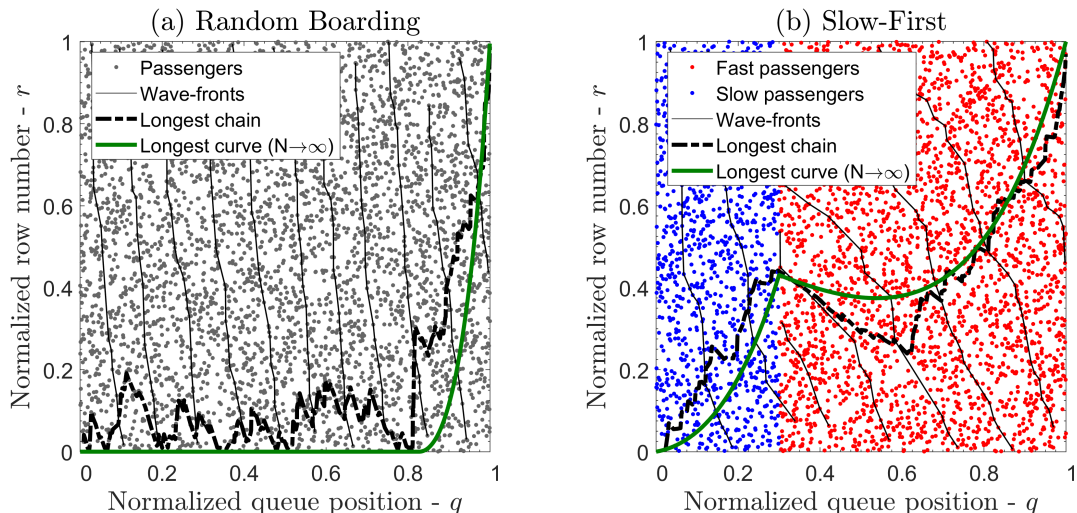 (a) Random Boarding
Normalized row number - r
1
0.8
0.6
0.4
0.2
0
Passengers
Wave-fronts
Longest chain
Longest curve (N→∞)
0
0.2
0.4
0.6
0.8
1
Normalized queue position - q
(b) Slow-First
Normalized row number - r
1
0.8
0.6
0.4
0.2
0
Fast passengers
Slow passengers
Wave-fronts
Longest chain
Longest curve (N→∞)
0
0.2
0.4
0.6
0.8
1
Normalized queue position - q